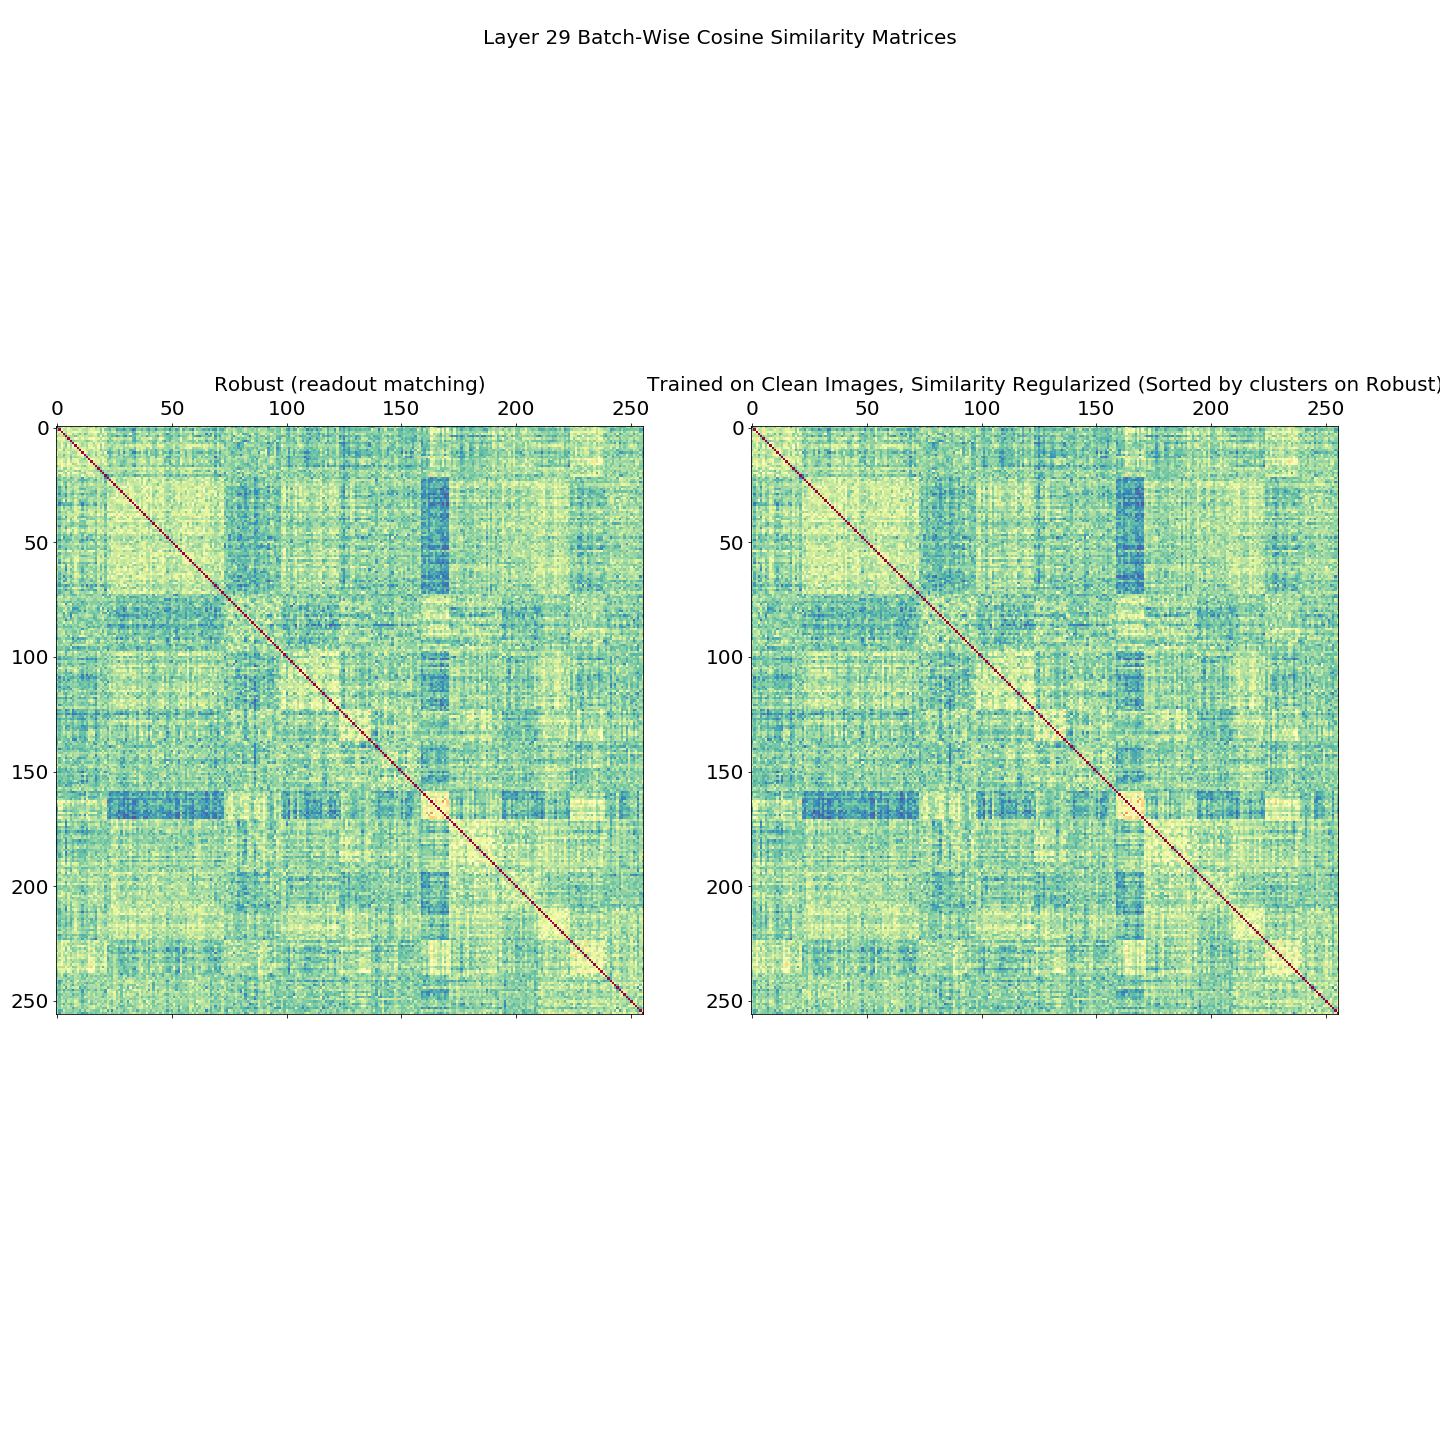 Layer 29 Batch-Wise Cosine Similarity Matrices
Robust (readout matching)
0 50 100 150 200 250
0
50
100
150
200
250
Trained on Clean Images, Similarity Regularized (Sorted by clusters on Robust)
0 50 100 150 200 250
0
50
100
150
200
250